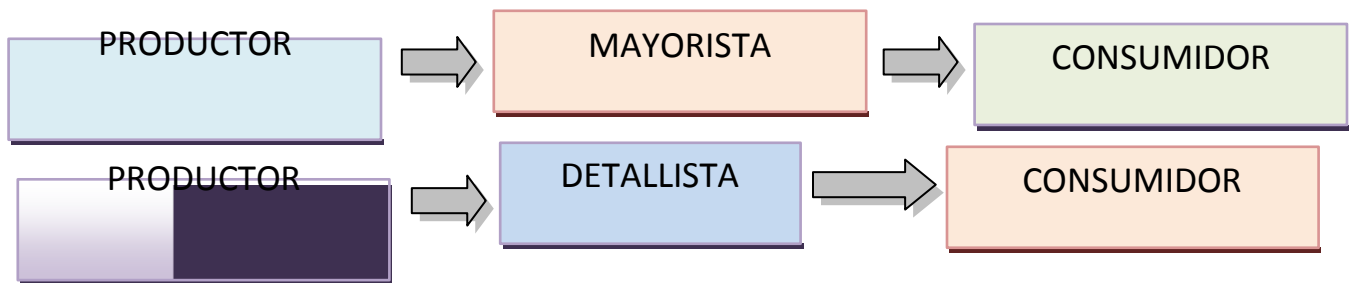 PRODUCTOR
MAYORISTA
CONSUMIDOR
PRODUCTOR
DETALLISTA
CONSUMIDOR